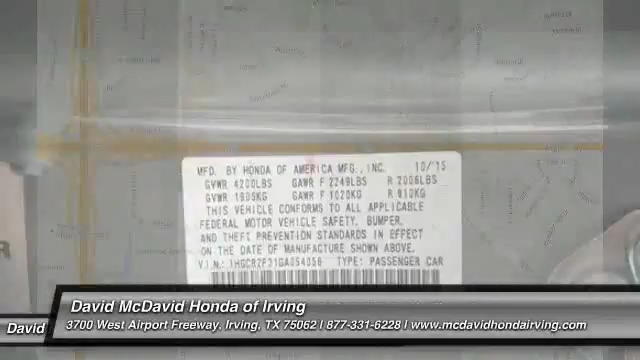 MFD. BY HONDA OF AMERICA MFG., INC. 10/15
GVWR 4200LBS GAWR F 2249LBS R 2006LBS
GVWR 1905KG GAWR F 1020KG R 910KG
THIS VEHICLE CONFORMS TO ALL APPLICABLE
FEDERAL MOTOR VEHICLE SAFETY, BUMPER,
AND THEFT PREVENTION STANDARDS IN EFFECT
ON THE DATE OF MANUFACTURE SHOWN ABOVE.
V.I.N.: 1HGCR2F31GA054056 TYPE: PASSENGER CAR
David McDavid Honda of Irving
David
3700 West Airport Freeway, Irving, TX 75062 I 877-331-6228 I www.mcdavidhondairving.com